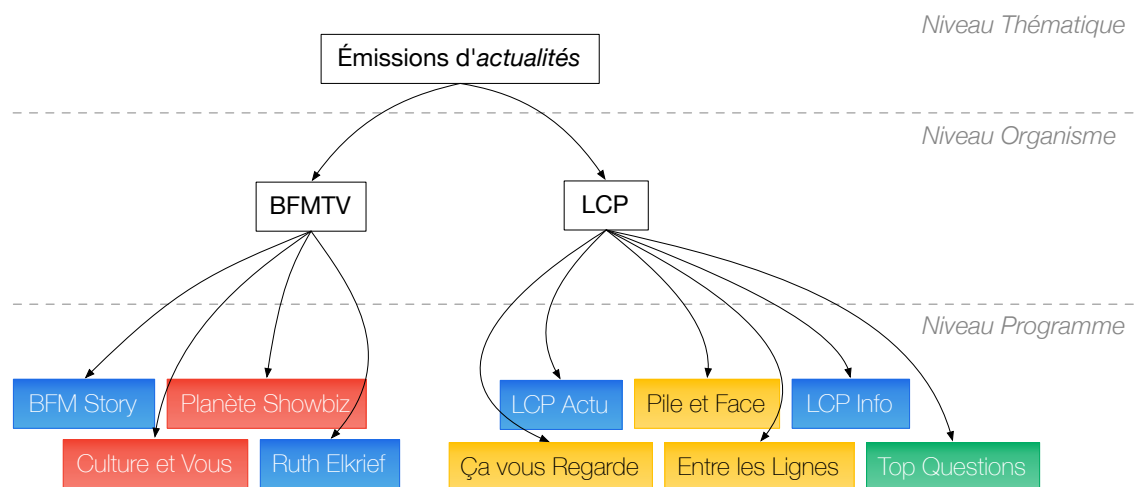 Niveau Thématique
Émissions d'actualités
Niveau Organisme
BFMTV
LCP
Niveau Programme
BFM Story
Planète Showbiz
LCP Actu
Pile et Face
LCP Info
Culture et Vous
Ruth Elkrief
Ça vous Regarde
Entre les Lignes
Top Questions